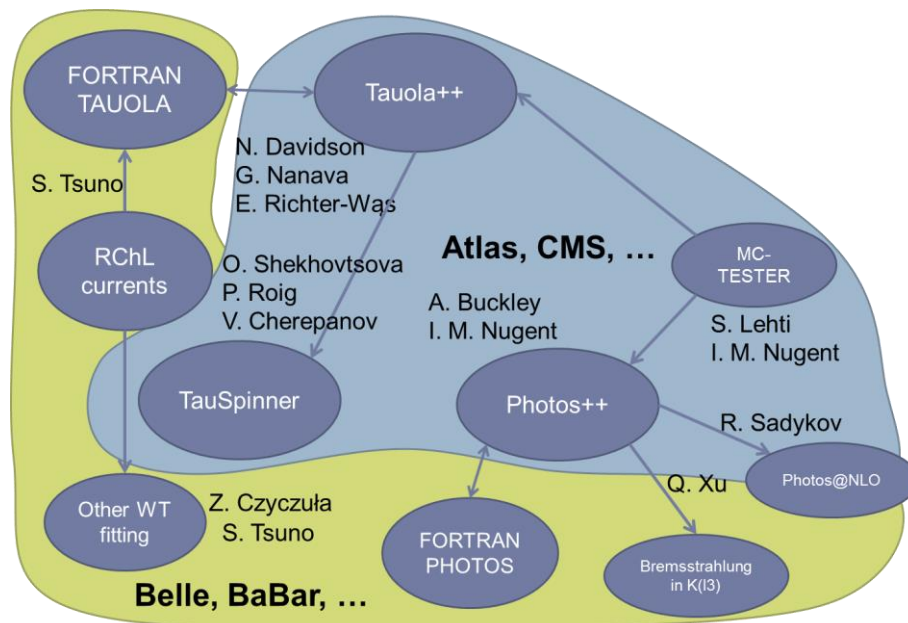 FORTRAN
TAUOLA
Tauola++
N. Davidson
G. Nanava
E. Richter-Wąs
S. Tsuno
RChL
currents
Atlas, CMS, …
MC-
TESTER
O. Shekhovtsova
P. Roig
V. Cherepanov
A. Buckley
I. M. Nugent
S. Lehti
I. M. Nugent
TauSpinner
Photos++
R. Sadykov
Photos@NLO
Q. Xu
Other WT
fitting
Z. Czyczuła
S. Tsuno
FORTRAN
PHOTOS
Bremsstrahlung
in K(l3)
Belle, BaBar, …